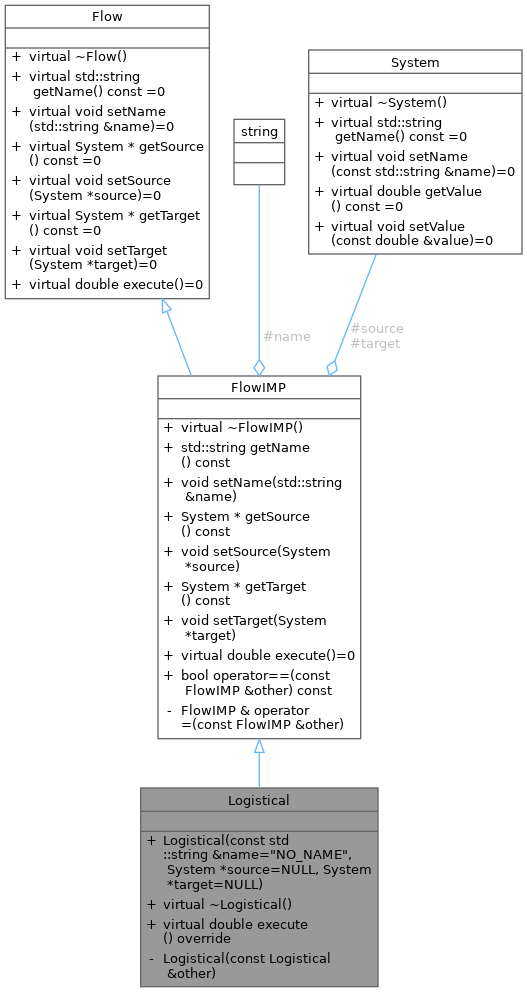 Flow
+ virtual ~Flow()
+ virtual std::string
getName() const =0
+ virtual void setName
(std::string &name)=0
+ virtual System * getSource
() const =0
+ virtual void setSource
(System *source)=0
+ virtual System * getTarget
() const =0
+ virtual void setTarget
(System *target)=0
+ virtual double execute()=0
string
System
+ virtual ~System()
+ virtual std::string
getName() const =0
+ virtual void setName
(const std::string &name)=0
+ virtual double getValue
() const =0
+ virtual void setValue
(const double &value)=0
#name
#source
#target
FlowIMP
+ virtual ~FlowIMP()
+ std::string getName
() const
+ void setName(std::string
&name)
+ System * getSource
() const
+ void setSource(System
*source)
+ System * getTarget
() const
+ void setTarget(System
*target)
+ virtual double execute()=0
+ bool operator==(const
FlowIMP &other) const
- FlowIMP & operator
=(const FlowIMP &other)
Logistical
+ Logistical(const std
::string &name="NO_NAME",
System *source=NULL, System
*target=NULL)
+ virtual ~Logistical()
+ virtual double execute
() override
- Logistical(const Logistical
&other)